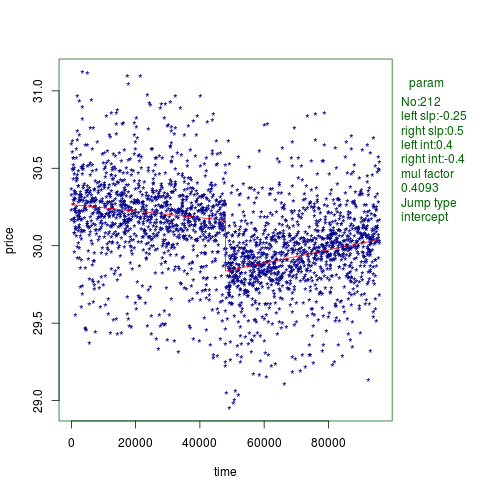 param
No:212
left slp:-0.25
right slp:0.5
left int:0.4
right int:-0.4
mul factor
0.4093
Jump type
intercept
price
31.0
30.5
30.0
29.5
29.0
0 20000 40000 60000 80000
time